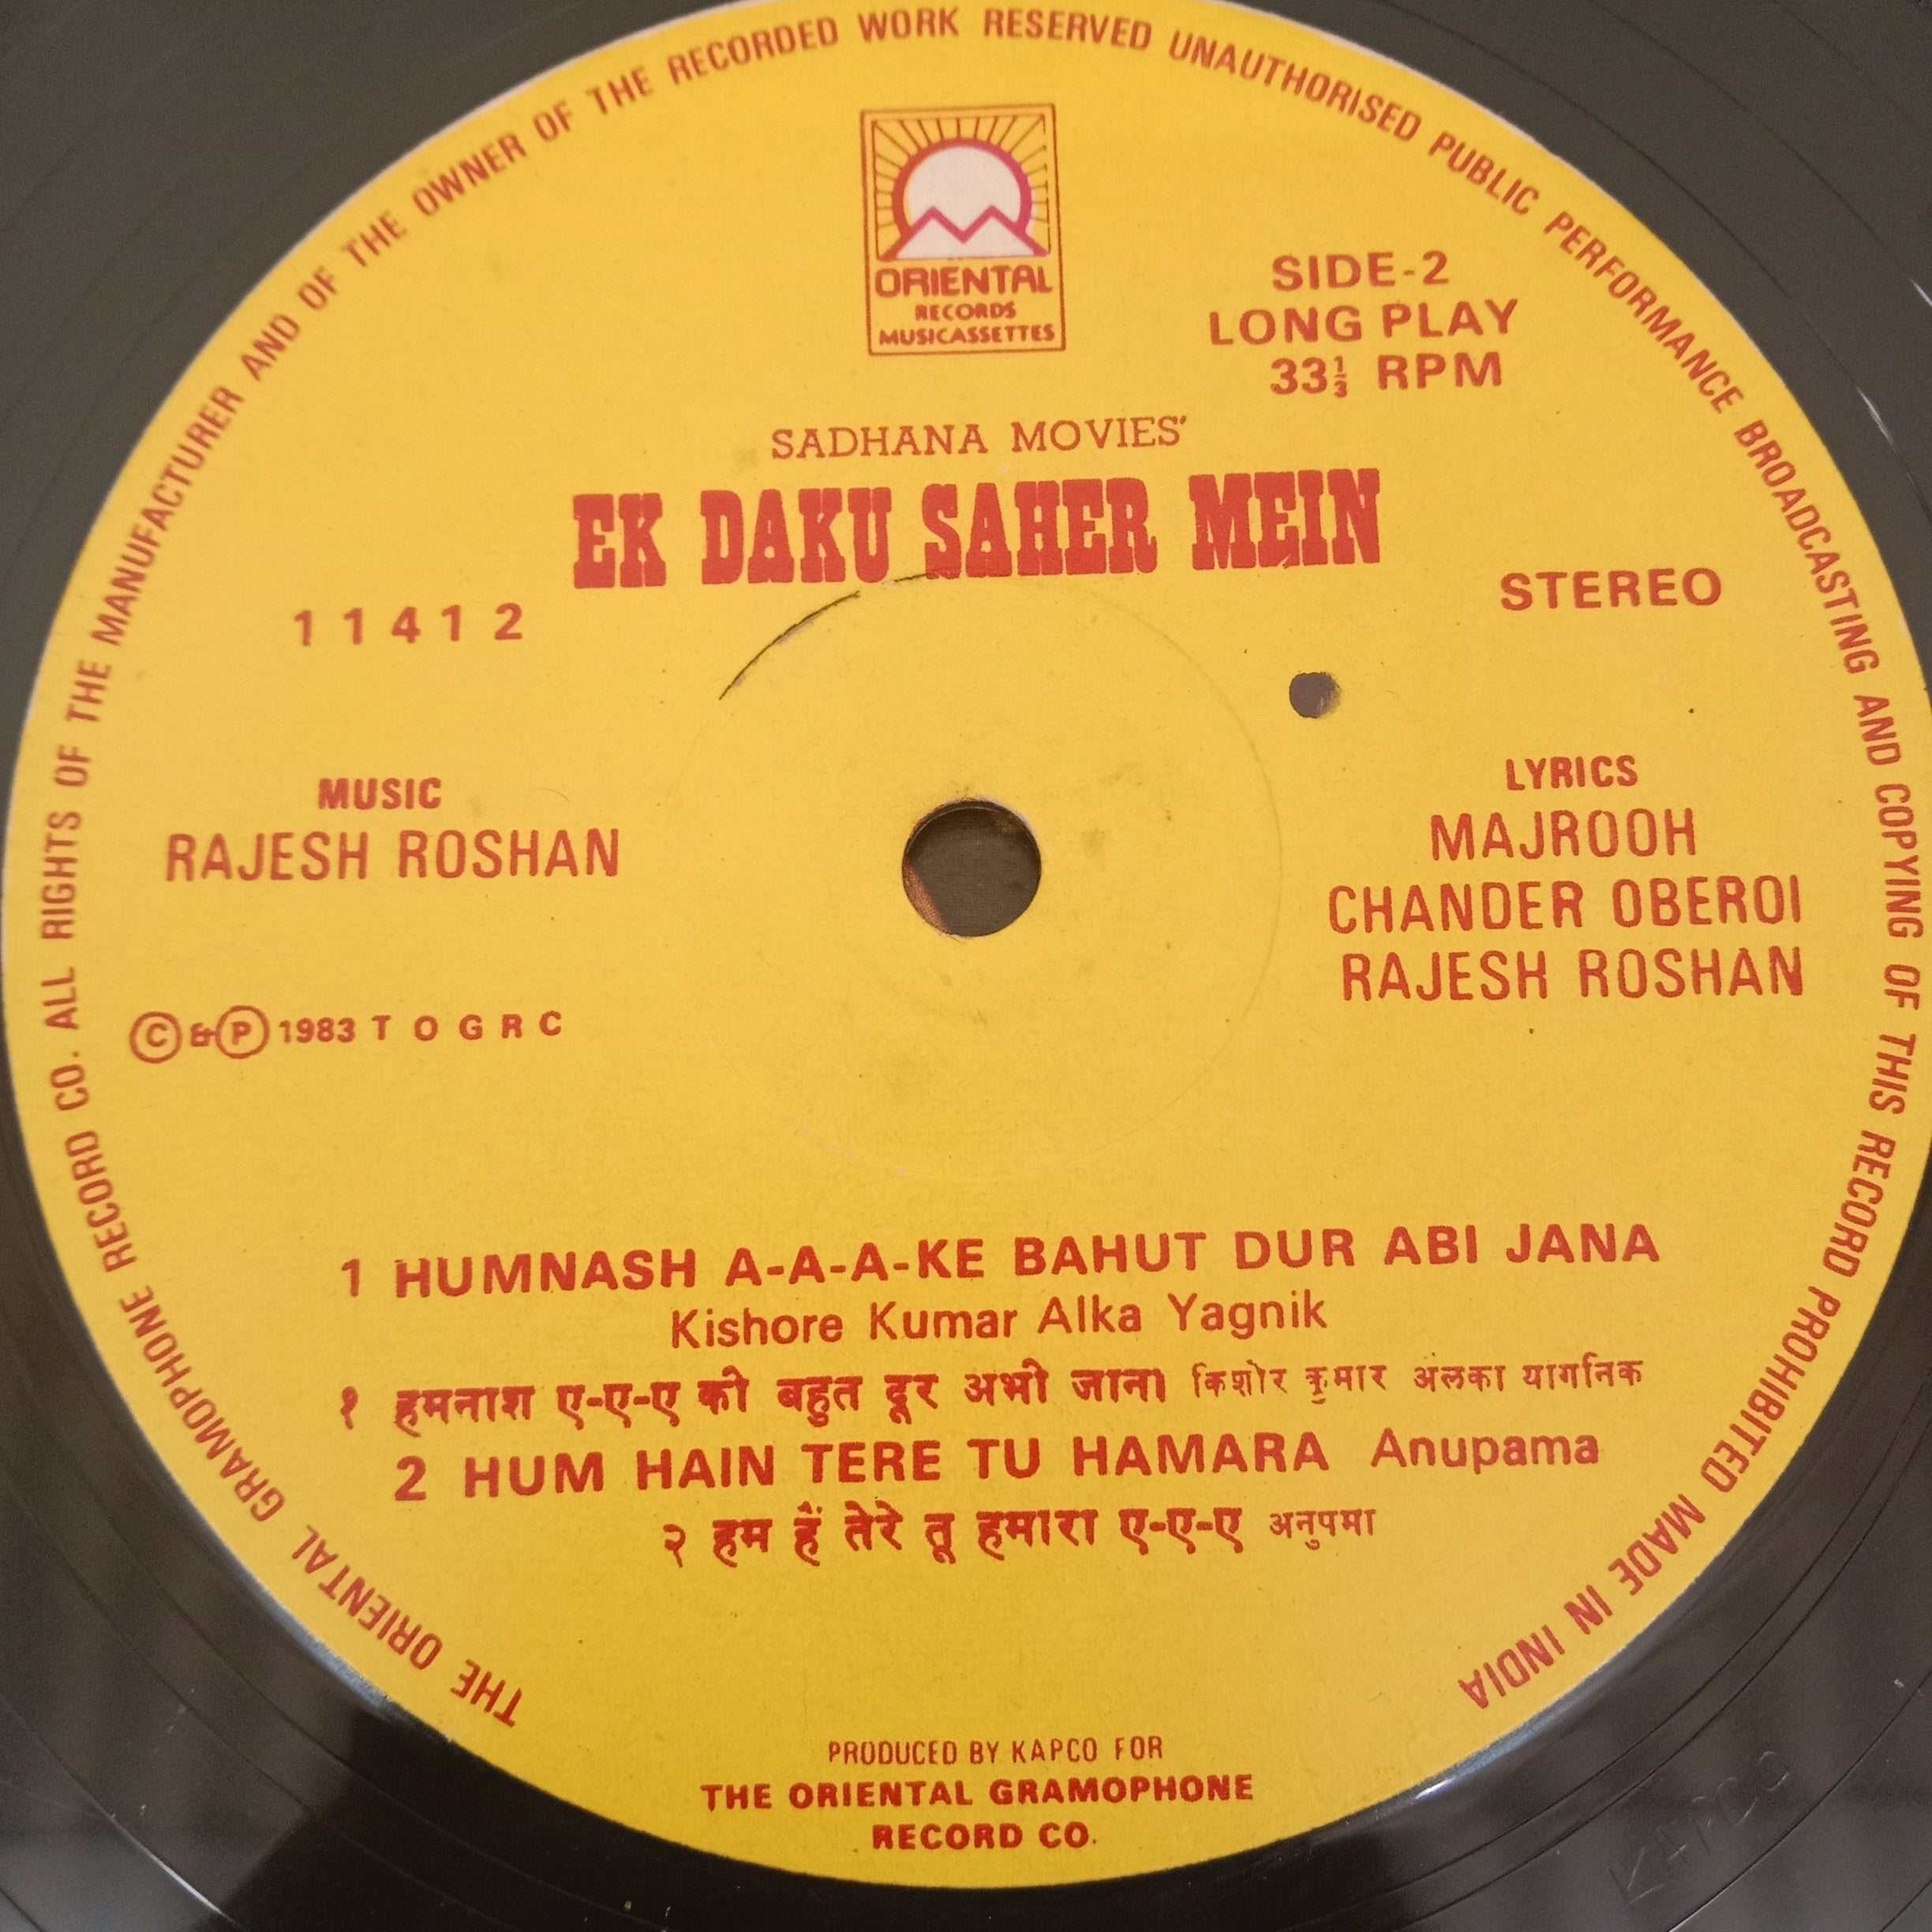 THE ORIENTAL GRAMOPHONE RECORD CO. ALL RIGHTS OF THE MANUFACTURER AND OF THE OWNER OF THE RECORDED WORK RESERVED UNAUTHORISED PUBLIC PERFORMANCE BROADCASTING AND COPYING OF THIS RECORD PROHIBITED MADE IN INDIA
ORIENTAL
RECORDS
MUSICASSETTES
SIDE-2
LONG PLAY
33⅓ RPM
SADHANA MOVIES'
EK DAKU SAHER MEIN
11412
STEREO
MUSIC
RAJESH ROSHAN
LYRICS
MAJROOH
CHANDER OBEROI
RAJESH ROSHAN
© & ℗ 1983 T O G R C
1 HUMNASH A-A-A-KE BAHUT DUR ABI JANA
Kishore Kumar Alka Yagnik
१ हमनाश ए-ए-ए की बहुत दूर अभी जाना किशोर कुमार अलका यागनिक
2 HUM HAIN TERE TU HAMARA Anupama
२ हम हैं तेरे तू हमारा ए-ए-ए अनुपमा
PRODUCED BY KAPCO FOR
THE ORIENTAL GRAMOPHONE
RECORD CO.
KAPCO